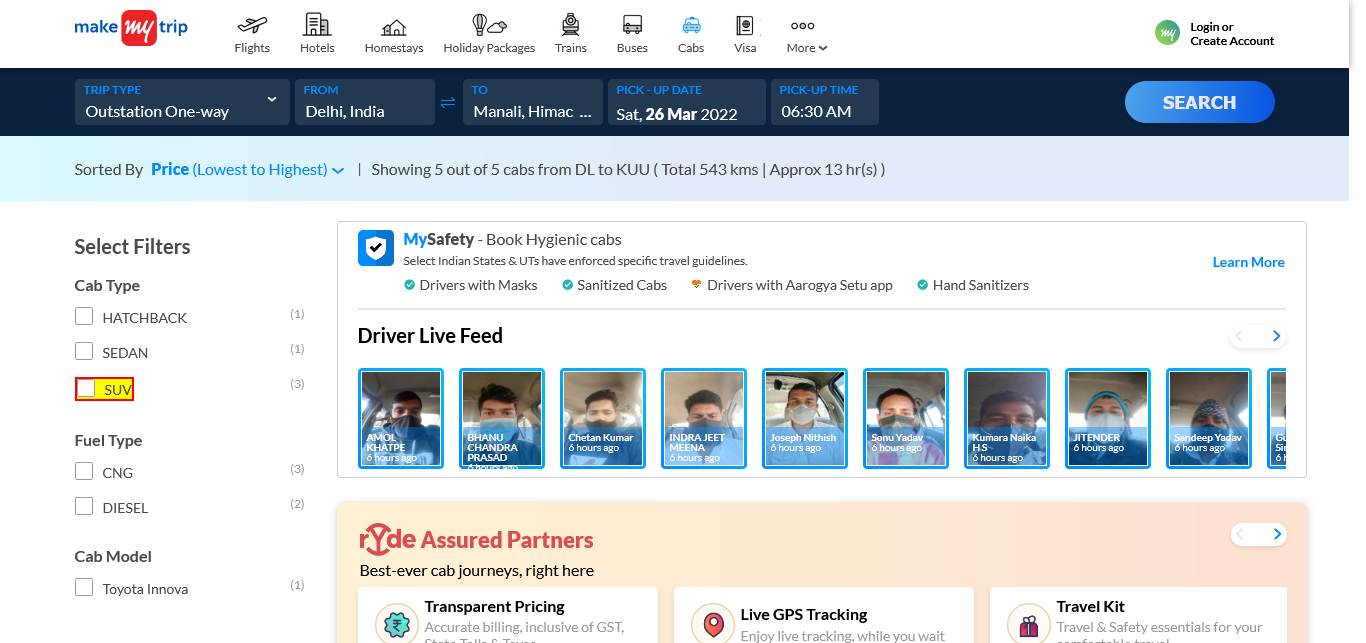 make my trip
Flights
Hotels
Homestays
Holiday Packages
Trains
Buses
Cabs
Visa
More
my
Login or
Create Account
TRIP TYPE
Outstation One-way
FROM
Delhi, India
TO
Manali, Himac ...
PICK - UP DATE
Sat, 26 Mar 2022
PICK-UP TIME
06:30 AM
SEARCH
Sorted By Price (Lowest to Highest) | Showing 5 out of 5 cabs from DL to KUU ( Total 543 kms | Approx 13 hr(s) )
Select Filters
Cab Type
HATCHBACK (1)
SEDAN (1)
SUV (3)
Fuel Type
CNG (3)
DIESEL (2)
Cab Model
Toyota Innova (1)
MySafety - Book Hygienic cabs
Select Indian States & UTs have enforced specific travel guidelines.
Learn More
Drivers with Masks
Sanitized Cabs
Drivers with Aarogya Setu app
Hand Sanitizers
Driver Live Feed
AMOL
KHATPE
6 hours ago
BHANU
CHANDRA
PRASAD
6 hours ago
Chetan Kumar
6 hours ago
INDRA JEET
MEENA
6 hours ago
Joseph Nithish
6 hours ago
Sonu Yadav
6 hours ago
Kumara Naika
H.S
6 hours ago
JITENDER
6 hours ago
Sandeep Yadav
6 hours ago
ryde Assured Partners
Best-ever cab journeys, right here
Transparent Pricing
Accurate billing, inclusive of GST,
State Tolls & Taxes
Live GPS Tracking
Enjoy live tracking, while you wait
Travel Kit
Travel & Safety essentials for your
comfortable travel